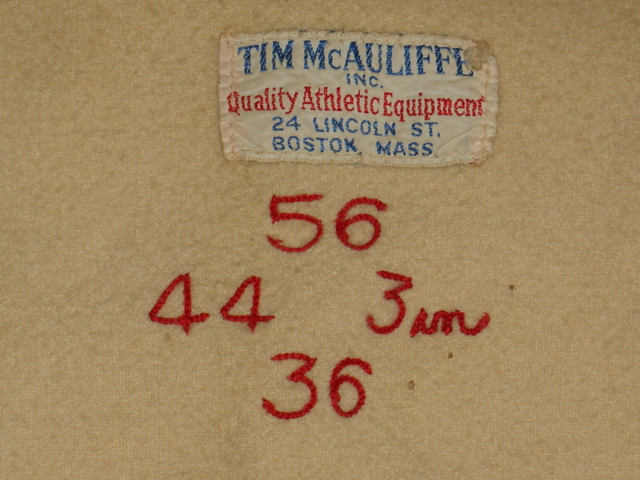 TIM McAULIFFE
INC.
Quality Athletic Equipment
24 LINCOLN ST.
BOSTON, MASS.
56
44 3 in
36